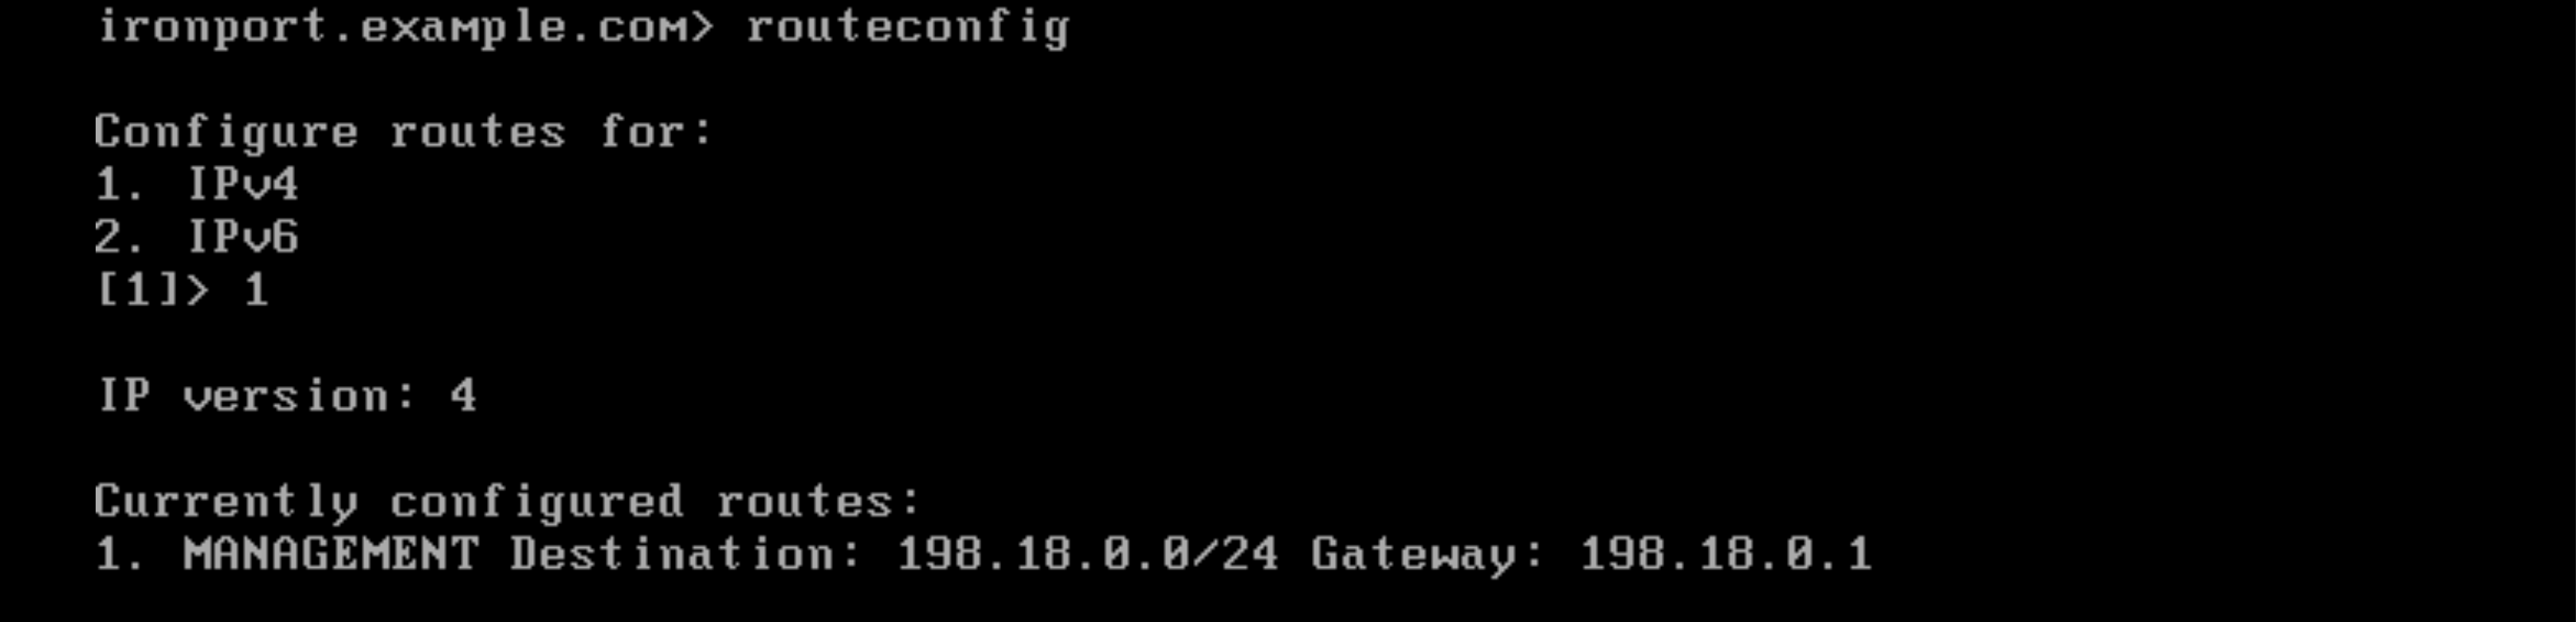 ironport.example.com> routeconfig
Configure routes for:
1. IPv4
2. IPv6
[1]> 1
IP version: 4
Currently configured routes:
1. MANAGEMENT Destination: 198.18.0.0/24 Gateway: 198.18.0.1